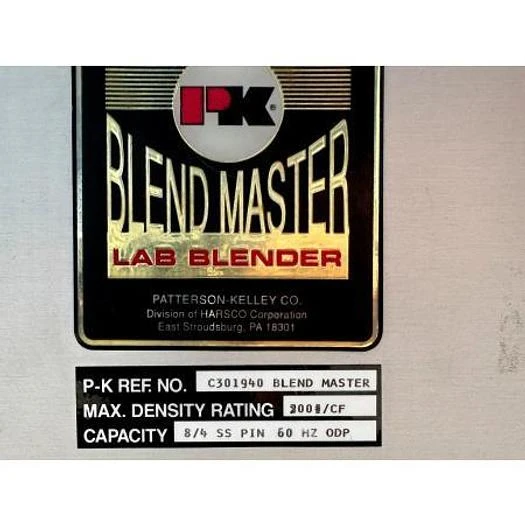 PK®
BLEND MASTER
LAB BLENDER
PATTERSON-KELLEY CO.
Division of HARSCO Corporation
East Stroudsburg, PA 18301
P-K REF. NO. C301940 BLEND MASTER
MAX. DENSITY RATING 200#/CF
CAPACITY 8/4 SS PIN 60 HZ ODP